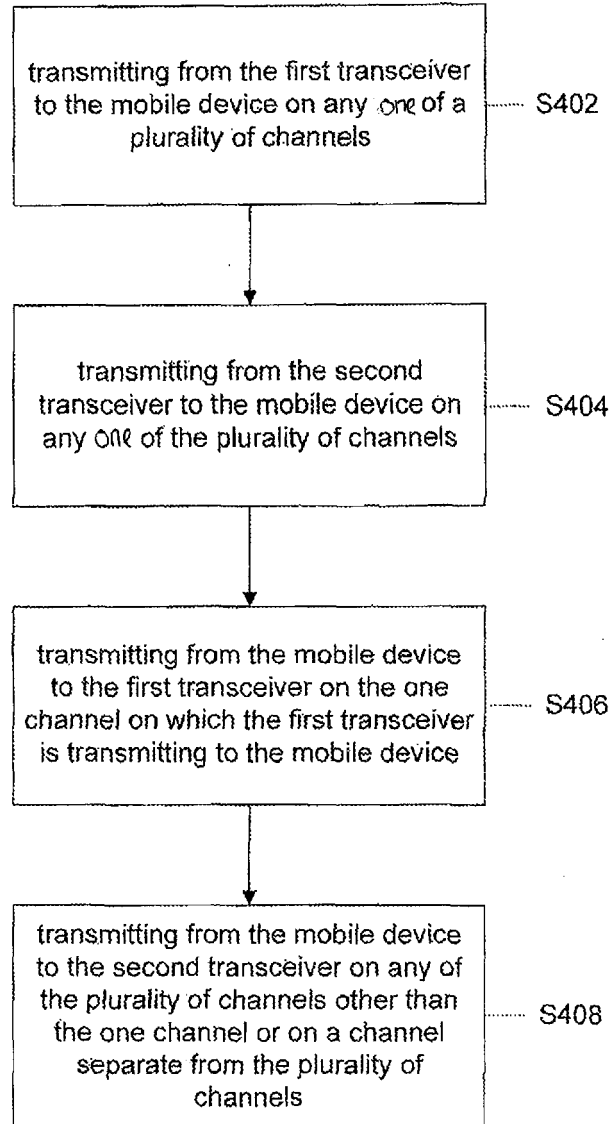 transmitting from the first transceiver
to the mobile device on any one of a
plurality of channels
S402
transmitting from the second
transceiver to the mobile device on
any one of the plurality of channels
S404
transmitting from the mobile device
to the first transceiver on the one
channel on which the first transceiver
is transmitting to the mobile device
S406
transmitting from the mobile device
to the second transceiver on any of
the plurality of channels other than
the one channel or on a channel
separate from the plurality of
channels
S408